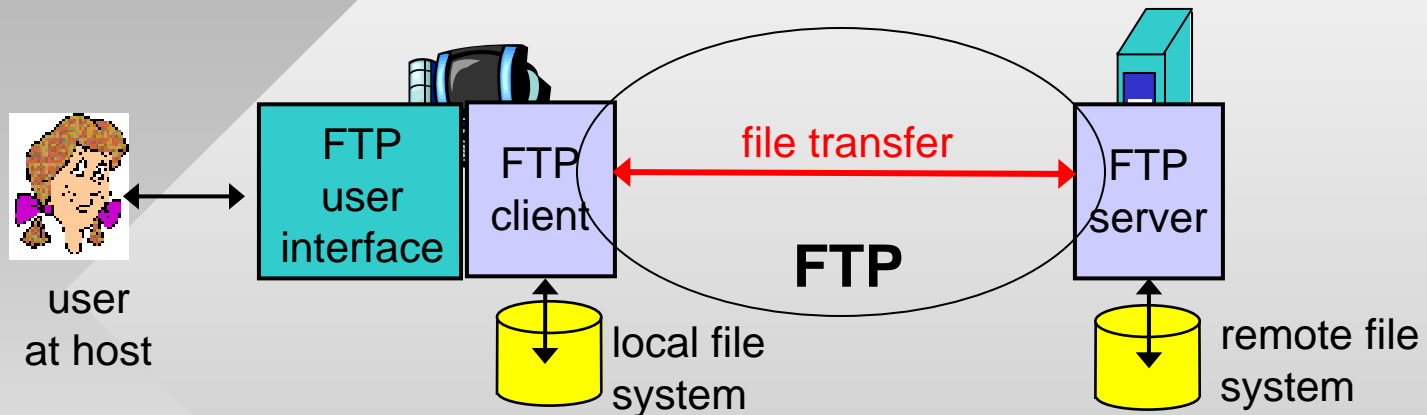 user
at host
FTP
user
interface
FTP
client
file transfer
FTP
FTP
server
local file
system
remote file
system